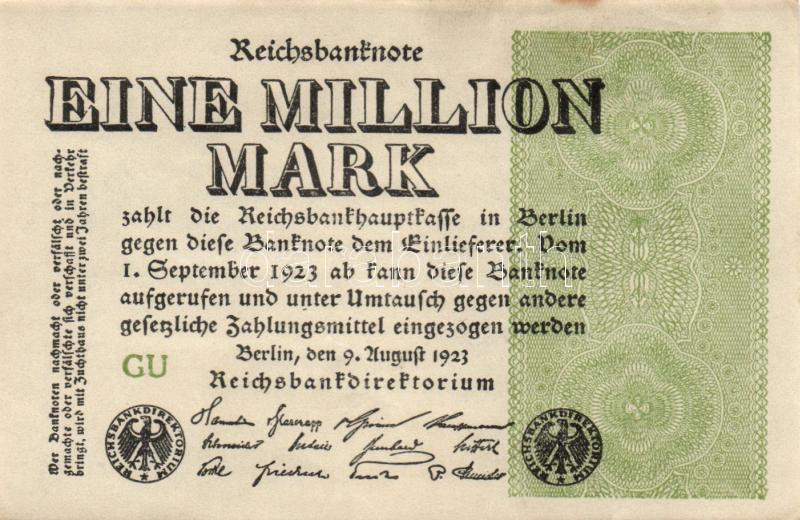 Reichsbanknote
EINE MILLION
MARK
zahlt die Reichsbankhauptkasse in Berlin
gegen diese Banknote dem Einlieferer. Vom
1. September 1923 ab kann diese Banknote
aufgerufen und unter Umtausch gegen andere
gesetzliche Zahlungsmittel eingezogen werden
Berlin, den 9. August 1923
Reichsbankdirektorium
GU
Wer Banknoten nachmacht oder verfälscht oder nach-
gemachte oder verfälschte sich verschafft und in Verkehr
bringt, wird mit Zuchthaus nicht unter zwei Jahren bestraft
REICHSBANKDIREKTORIUM
REICHSBANKDIREKTORIUM
darabanth